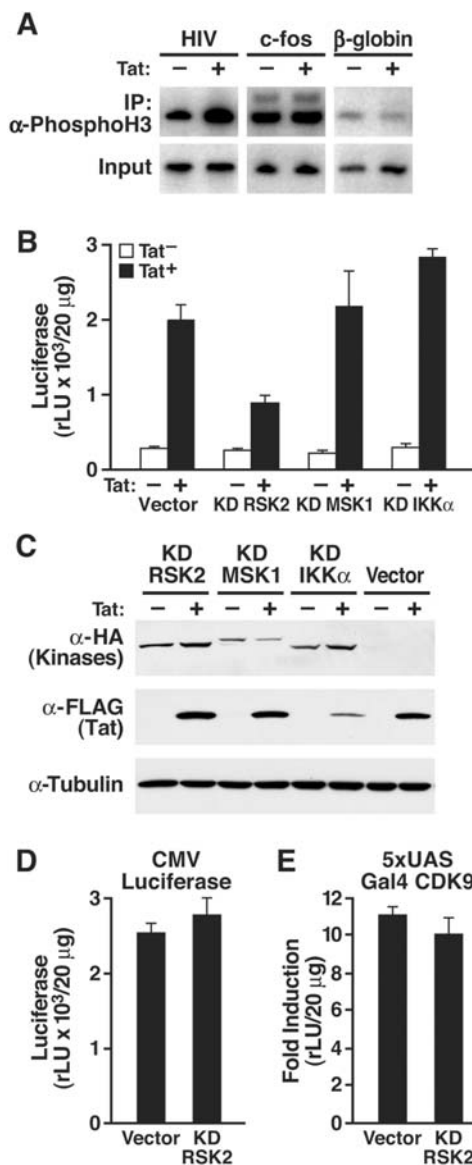 A
HIV c-fos β-globin
Tat: – + – + – +
IP:
α-PhosphoH3
Input
B
Luciferase
(rLU x 10³/20 μg)
3
2
1
0
Tat⁻
Tat⁺
Tat: – + – + – + – +
Vector KD RSK2 KD MSK1 KD IKKα
C
KD KD KD
RSK2 MSK1 IKKα Vector
Tat: – + – + – + – +
α-HA
(Kinases)
α-FLAG
(Tat)
α-Tubulin
D
CMV
Luciferase
Luciferase
(rLU x 10³/20 μg)
3
2
1
0
Vector KD
RSK2
E
5xUAS
Gal4 CDK9
Fold Induction
(rLU/20 μg)
12
10
8
6
4
2
0
Vector KD
RSK2